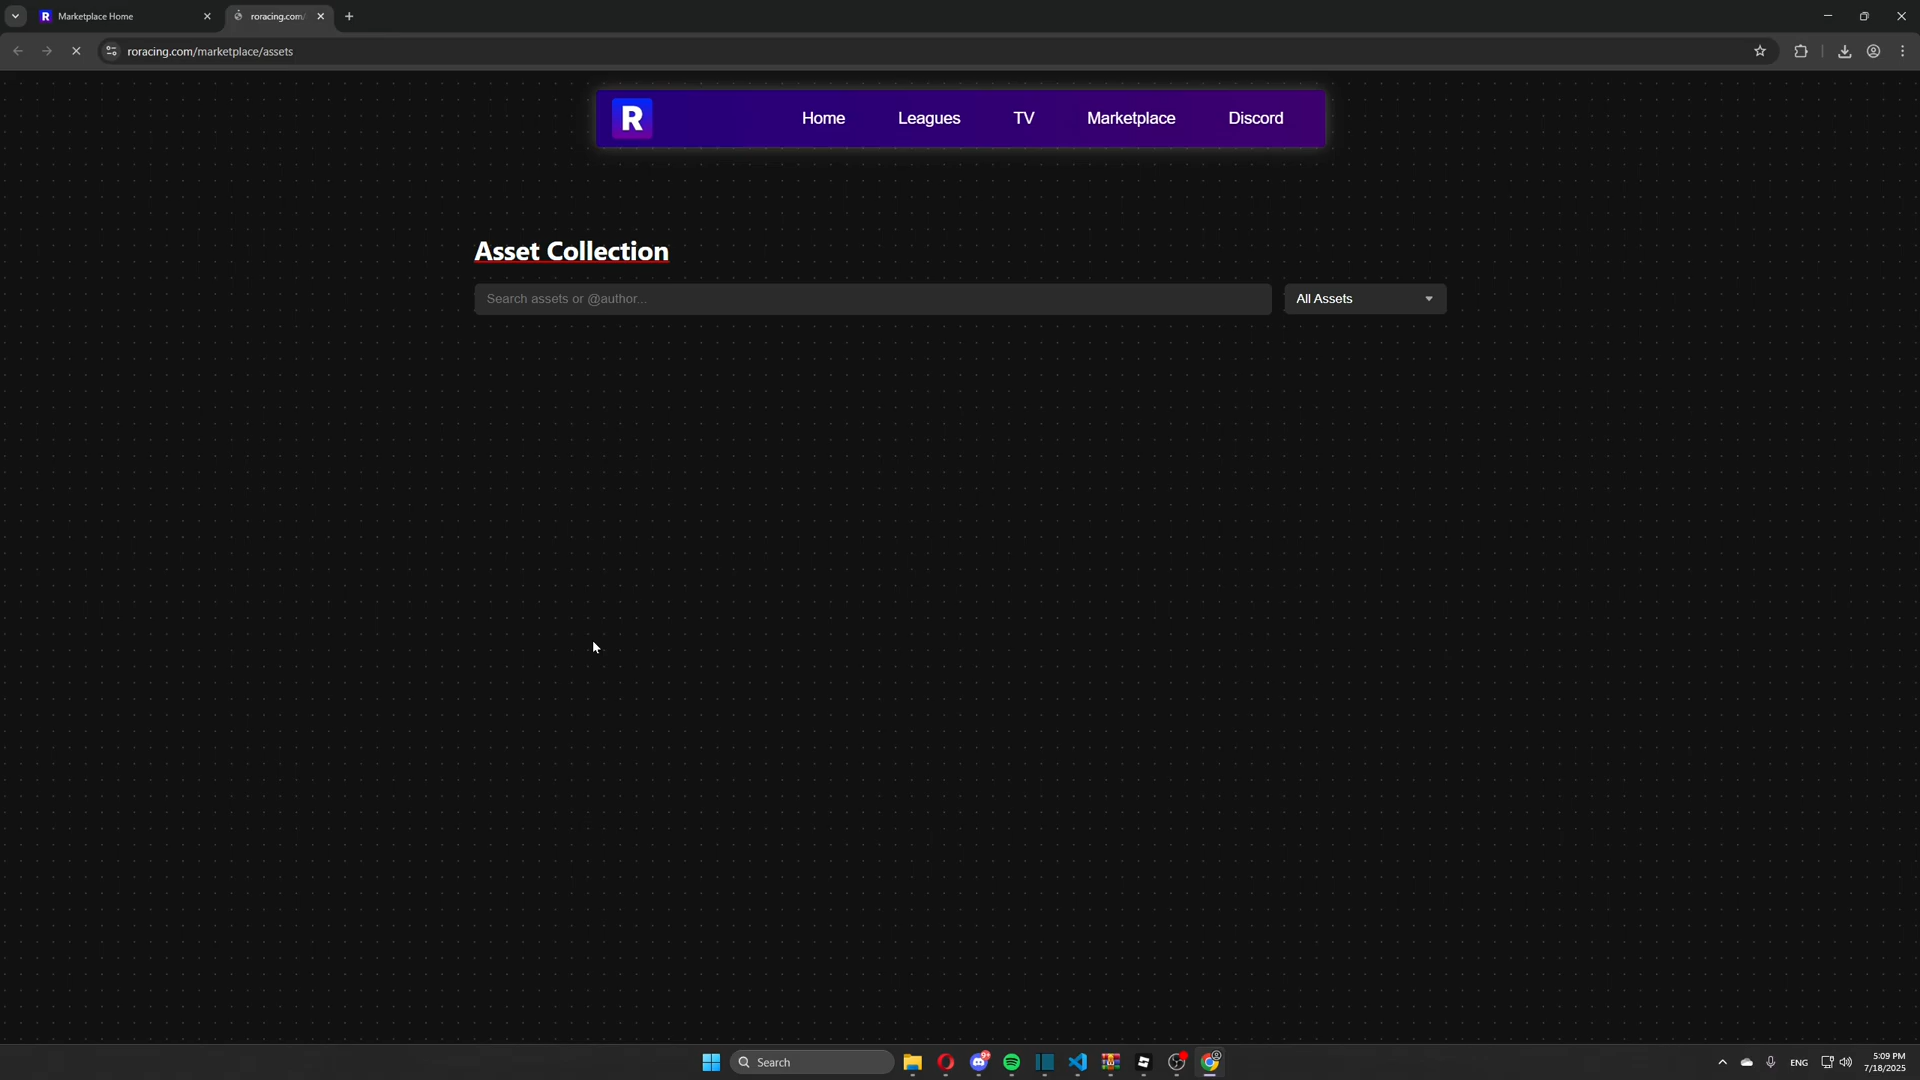 Marketplace Home
roracing.com/
roracing.com/marketplace/assets
R
Home
Leagues
TV
Marketplace
Discord
Asset Collection
Search assets or @author...
All Assets
Search
9+
ENG
5:09 PM
7/18/2025